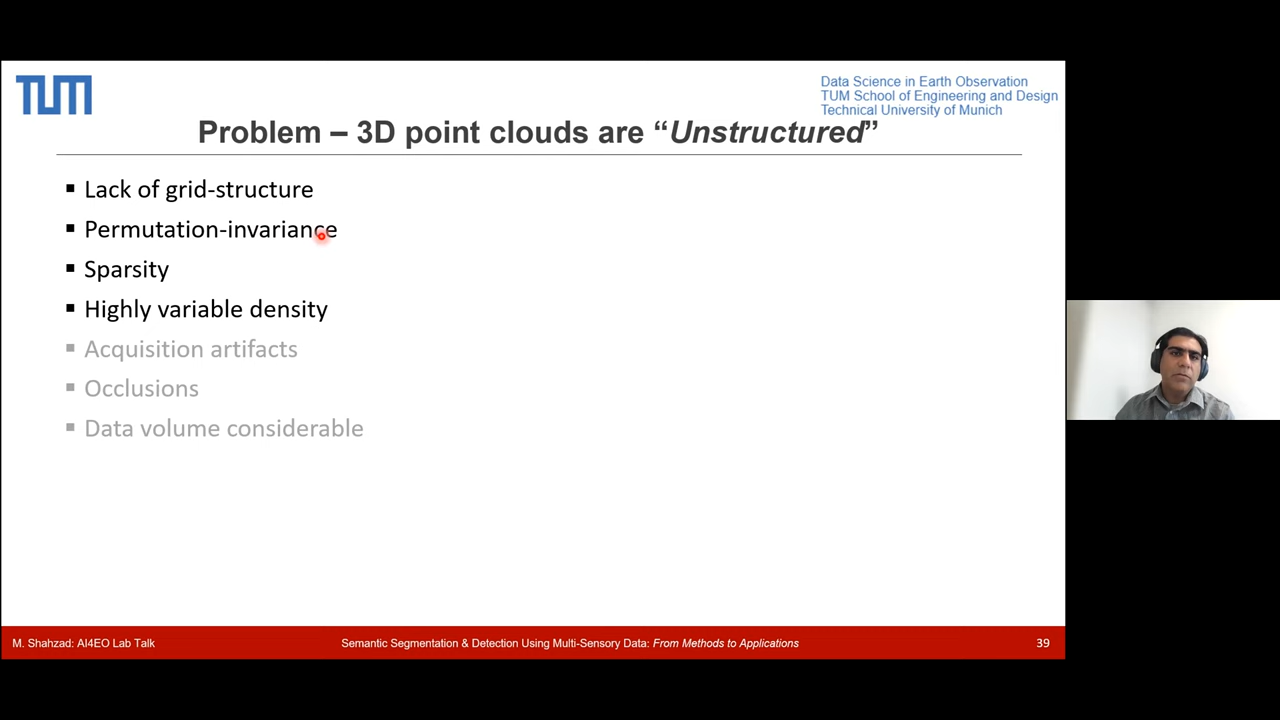 TUM
Data Science in Earth Observation
TUM School of Engineering and Design
Technical University of Munich
Problem – 3D point clouds are “Unstructured”
▪ Lack of grid-structure
▪ Permutation-invariance
▪ Sparsity
▪ Highly variable density
▪ Acquisition artifacts
▪ Occlusions
▪ Data volume considerable
M. Shahzad: AI4EO Lab Talk
Semantic Segmentation & Detection Using Multi-Sensory Data: From Methods to Applications
39